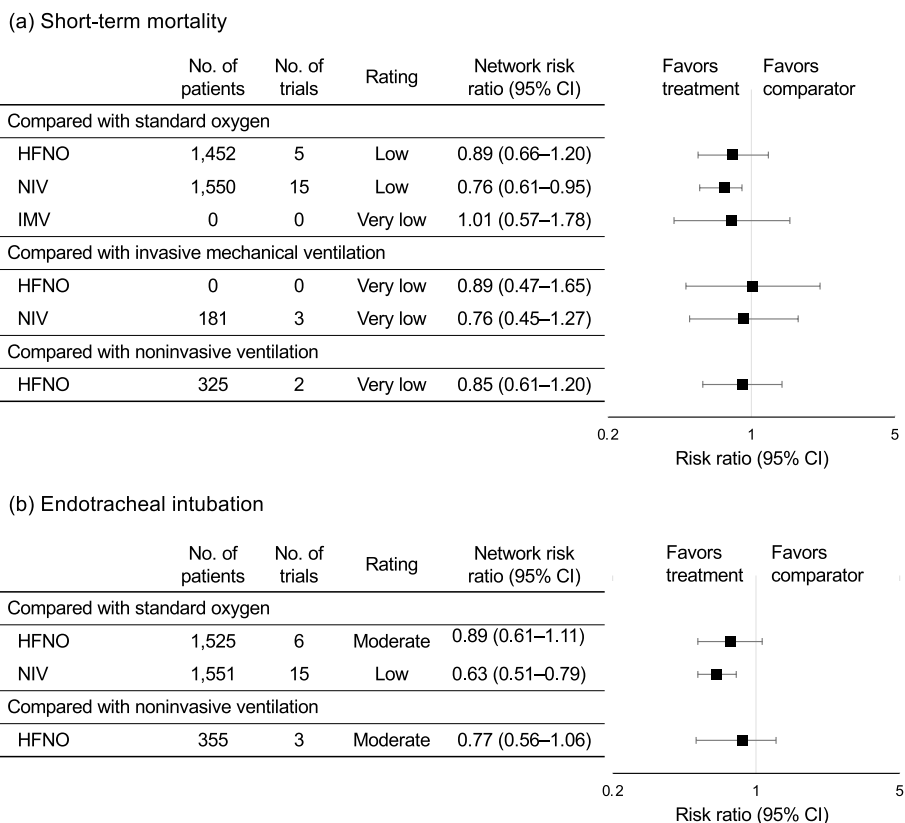 (a) Short-term mortality
No. of patients No. of trials Rating Network risk ratio (95% CI) Favors treatment Favors comparator
Compared with standard oxygen
HFNO 1,452 5 Low 0.89 (0.66–1.20)
NIV 1,550 15 Low 0.76 (0.61–0.95)
IMV 0 0 Very low 1.01 (0.57–1.78)
Compared with invasive mechanical ventilation
HFNO 0 0 Very low 0.89 (0.47–1.65)
NIV 181 3 Very low 0.76 (0.45–1.27)
Compared with noninvasive ventilation
HFNO 325 2 Very low 0.85 (0.61–1.20)
0.2 1 5
Risk ratio (95% CI)
(b) Endotracheal intubation
No. of patients No. of trials Rating Network risk ratio (95% CI) Favors treatment Favors comparator
Compared with standard oxygen
HFNO 1,525 6 Moderate 0.89 (0.61–1.11)
NIV 1,551 15 Low 0.63 (0.51–0.79)
Compared with noninvasive ventilation
HFNO 355 3 Moderate 0.77 (0.56–1.06)
0.2 1 5
Risk ratio (95% CI)